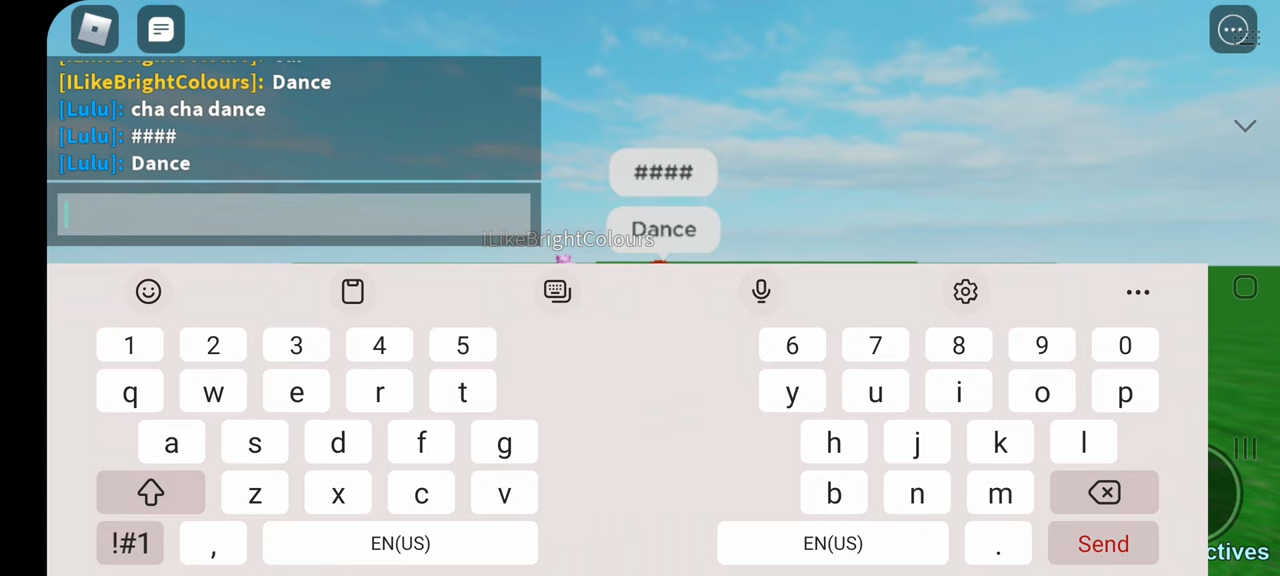 [ILikeBrightColours]: Dance
[Lulu]: cha cha dance
[Lulu]: ####
[Lulu]: Dance
####
Dance
ILikeBrightColours
1 2 3 4 5 6 7 8 9 0
q w e r t y u i o p
a s d f g h j k l
z x c v b n m
!#1 , EN(US) EN(US) . Send
ctives